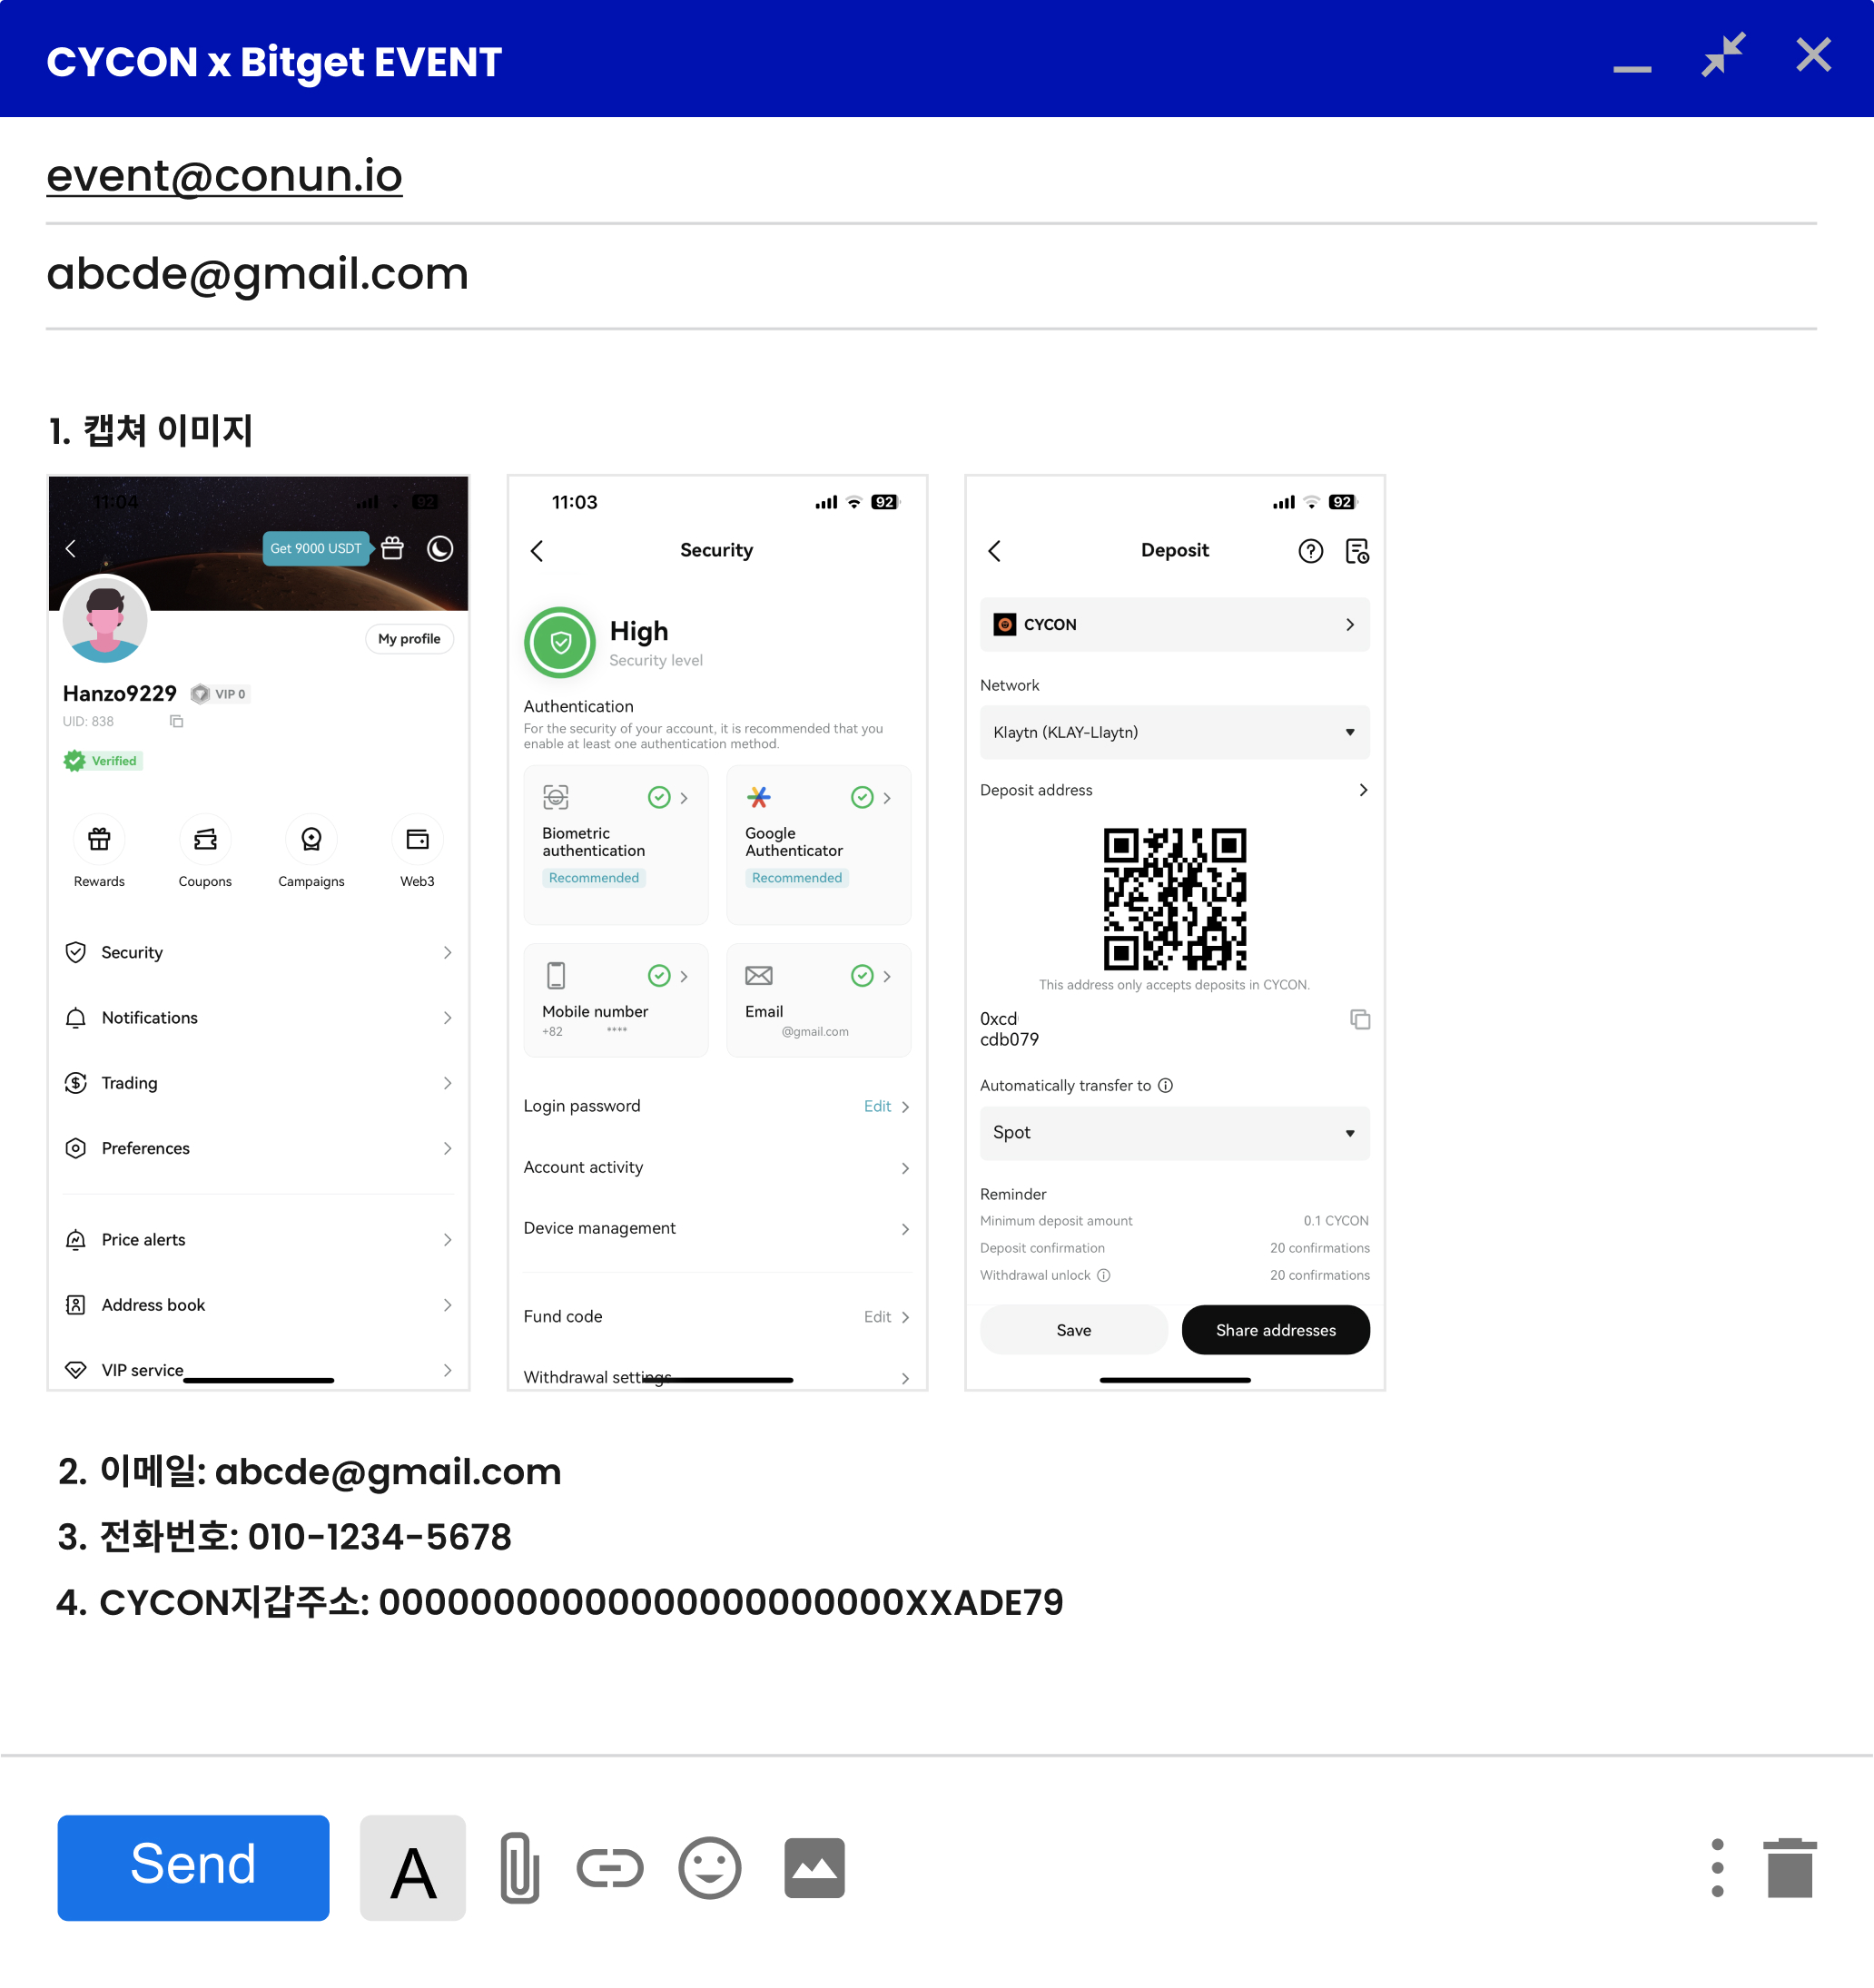 CYCON x Bitget EVENT
event@conun.io
abcde@gmail.com
1. 캡쳐 이미지
11:04
92
Get 9000 USDT
My profile
Hanzo9229
VIP 0
UID: 838
Verified
Rewards
Coupons
Campaigns
Web3
Security
Notifications
Trading
Preferences
Price alerts
Address book
VIP service
11:03
92
Security
High
Security level
Authentication
For the security of your account, it is recommended that you
enable at least one authentication method.
Biometric
authentication
Recommended
Google
Authenticator
Recommended
Mobile number
+82 ****
Email
@gmail.com
Login password
Edit
Account activity
Device management
Fund code
Edit
Withdrawal settings
92
Deposit
CYCON
Network
Klaytn (KLAY-Llaytn)
Deposit address
This address only accepts deposits in CYCON.
0xcd
cdb079
Automatically transfer to
Spot
Reminder
Minimum deposit amount
0.1 CYCON
Deposit confirmation
20 confirmations
Withdrawal unlock
20 confirmations
Save
Share addresses
2. 이메일: abcde@gmail.com
3. 전화번호: 010-1234-5678
4. CYCON지갑주소: 00000000000000000000000000XXADE79
Send
A